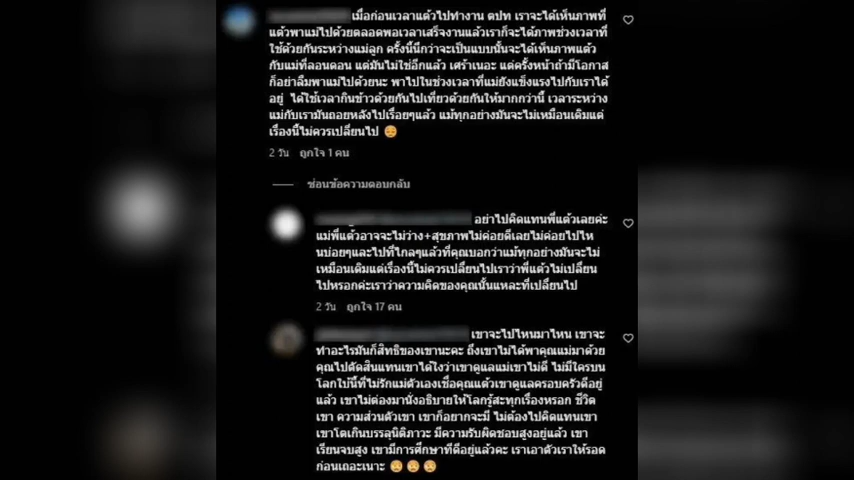 เมื่อก่อนเวลาแต้วไปทำงาน ตปท เราจะได้เห็นภาพที่
แต้วพาแม่ไปด้วยตลอดพอเวลาเสร็จงานแล้วเราก็จะได้ภาพช่วงเวลาที่
ใช้ด้วยกันระหว่างแม่ลูก ครั้งนี้นึกว่าจะเป็นแบบนั้นจะได้เห็นภาพแต้ว
กับแม่ที่ลอนดอน แต่มันไม่ใช่อีกแล้ว เศร้าเนอะ แต่ครั้งหน้าถ้ามีโอกาส
ก็อย่าลืมพาแม่ไปด้วยนะ พาไปในช่วงเวลาที่แม่ยังแข็งแรงไปกับเราได้
อยู่ ได้ใช้เวลากินข้าวด้วยกันไปเที่ยวด้วยกันให้มากกว่านี้ เวลาระหว่าง
แม่กับเรามันถอยหลังไปเรื่อยๆแล้ว แม้ทุกอย่างมันจะไม่เหมือนเดิมแต่
เรื่องนี้ไม่ควรเปลี่ยนไป 😔
2 วัน ถูกใจ 1 คน
ซ่อนข้อความตอบกลับ
อย่าไปคิดแทนพี่แต้วเลยค่ะ
แม่พี่แต้วอาจจะไม่ว่าง+สุขภาพไม่ค่อยดีเลยไม่ค่อยไปไห
นบ่อยๆและไปที่ไกลๆแล้วที่คุณบอกว่าแม้ทุกอย่างมันจะไม่
เหมือนเดิมแต่เรื่องนี้ไม่ควรเปลี่ยนไปเราว่าพี่แต้วไม่เปลี่ยน
ไปหรอกค่ะเราว่าความคิดของคุณนั้นแหละที่เปลี่ยนไป
2 วัน ถูกใจ 17 คน
เขาจะไปไหนมาไหน เขาจะ
ทำอะไรมันก็สิทธิของเขานะคะ ถึงเขาไม่ได้พาคุณแม่มาด้วย
คุณไปตัดสินแทนเขาได้ไงว่าเขาดูแลแม่เขาไม่ดี ไม่มีใครบน
โลกใบนี้ที่ไม่รักแม่ตัวเองเชื่อคุณแต้วเขาดูแลครอบครัวดีอยู่
แล้ว เขาไม่ต้องมานั่งอธิบายให้โลกรู้สะทุกเรื่องหรอก ชีวิต
เขา ความส่วนตัวเขา เขาก็อยากจะมี ไม่ต้องไปคิดแทนเขา
เขาโตเกินบรรลุนิติภาวะ มีความรับผิดชอบสูงอยู่แล้ว เขา
เรียนจบสูง เขามีการศึกษาที่ดีอยู่แล้วคะ เราเอาตัวเราให้รอด
ก่อนเถอะเนาะ